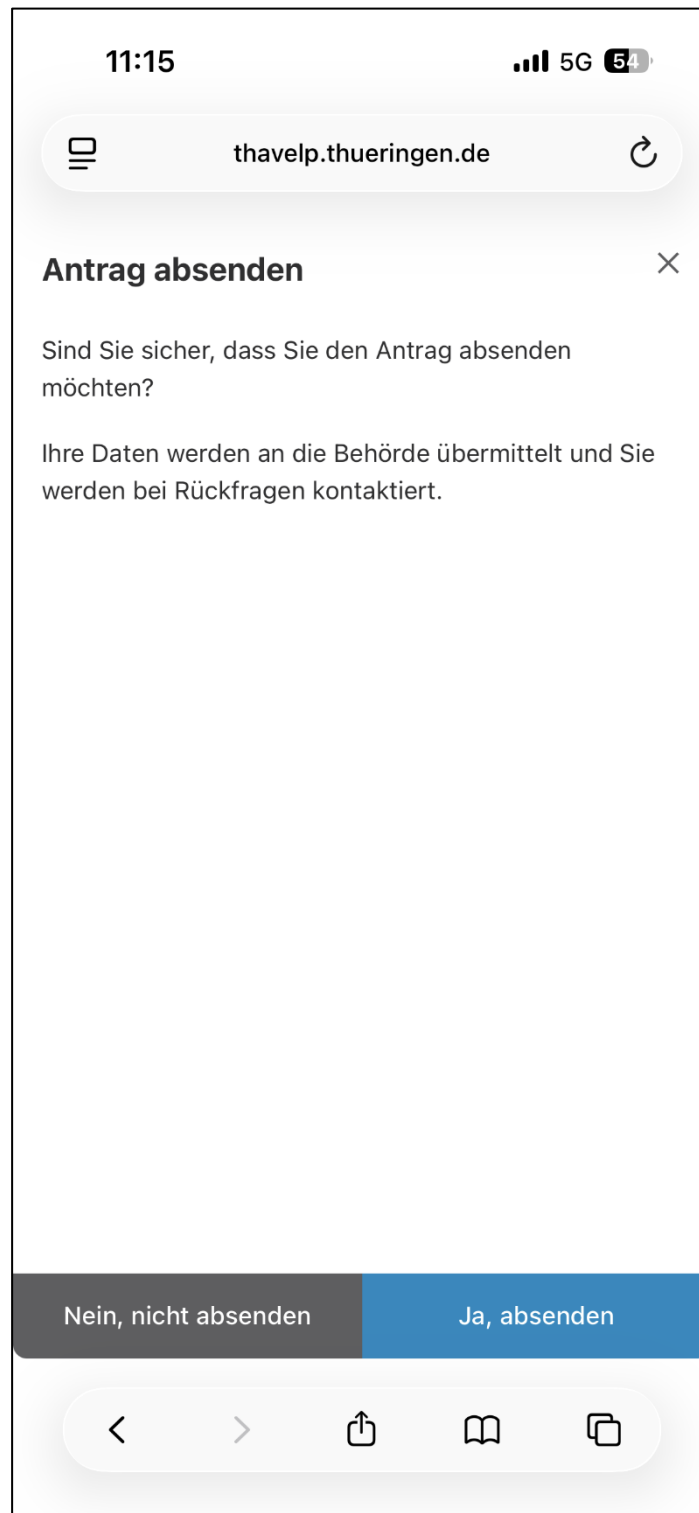 11:15 5G 54
thavelp.thueringen.de
Antrag absenden
Sind Sie sicher, dass Sie den Antrag absenden
möchten?
Ihre Daten werden an die Behörde übermittelt und Sie
werden bei Rückfragen kontaktiert.
Nein, nicht absenden Ja, absenden